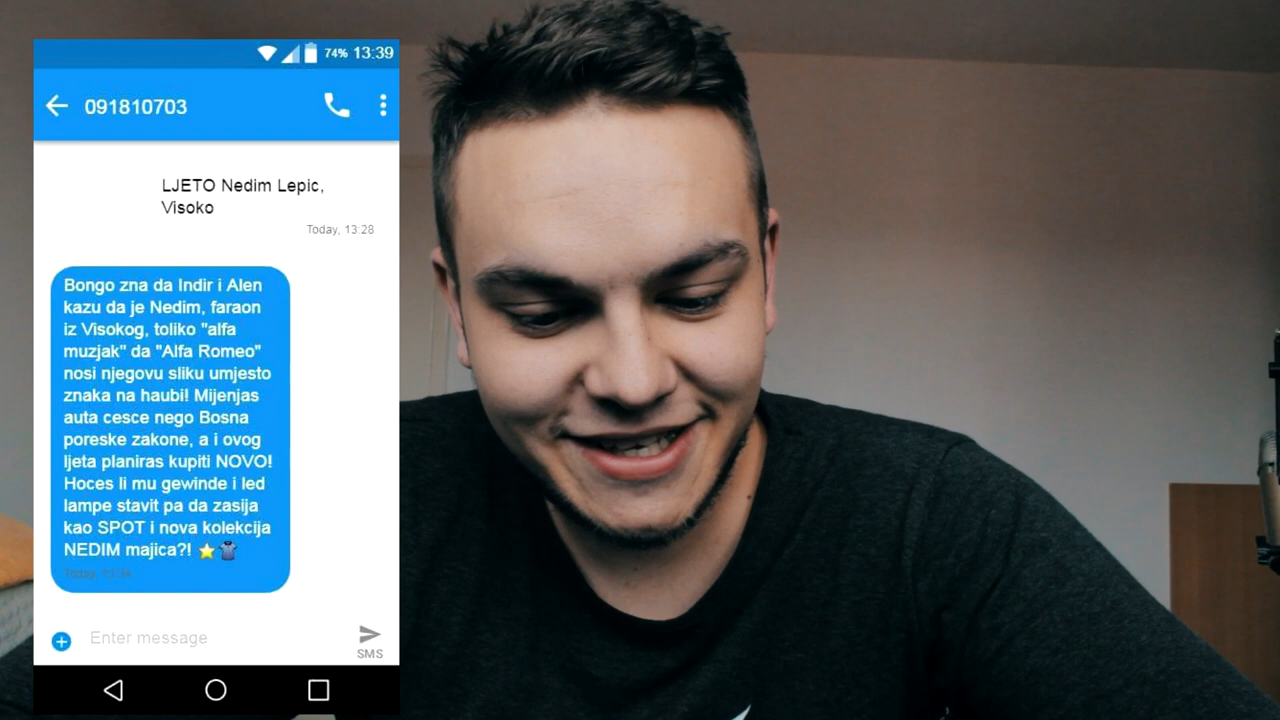 74% 13:39
091810703
LJETO Nedim Lepic,
Visoko
Today, 13:28
Bongo zna da Indir i Alen
kazu da je Nedim, faraon
iz Visokog, toliko "alfa
muzjak" da "Alfa Romeo"
nosi njegovu sliku umjesto
znaka na haubi! Mijenjas
auta cesce nego Bosna
poreske zakone, a i ovog
ljeta planiras kupiti NOVO!
Hoces li mu gewinde i led
lampe stavit pa da zasija
kao SPOT i nova kolekcija
NEDIM majica?! ⭐👕
Enter message
SMS